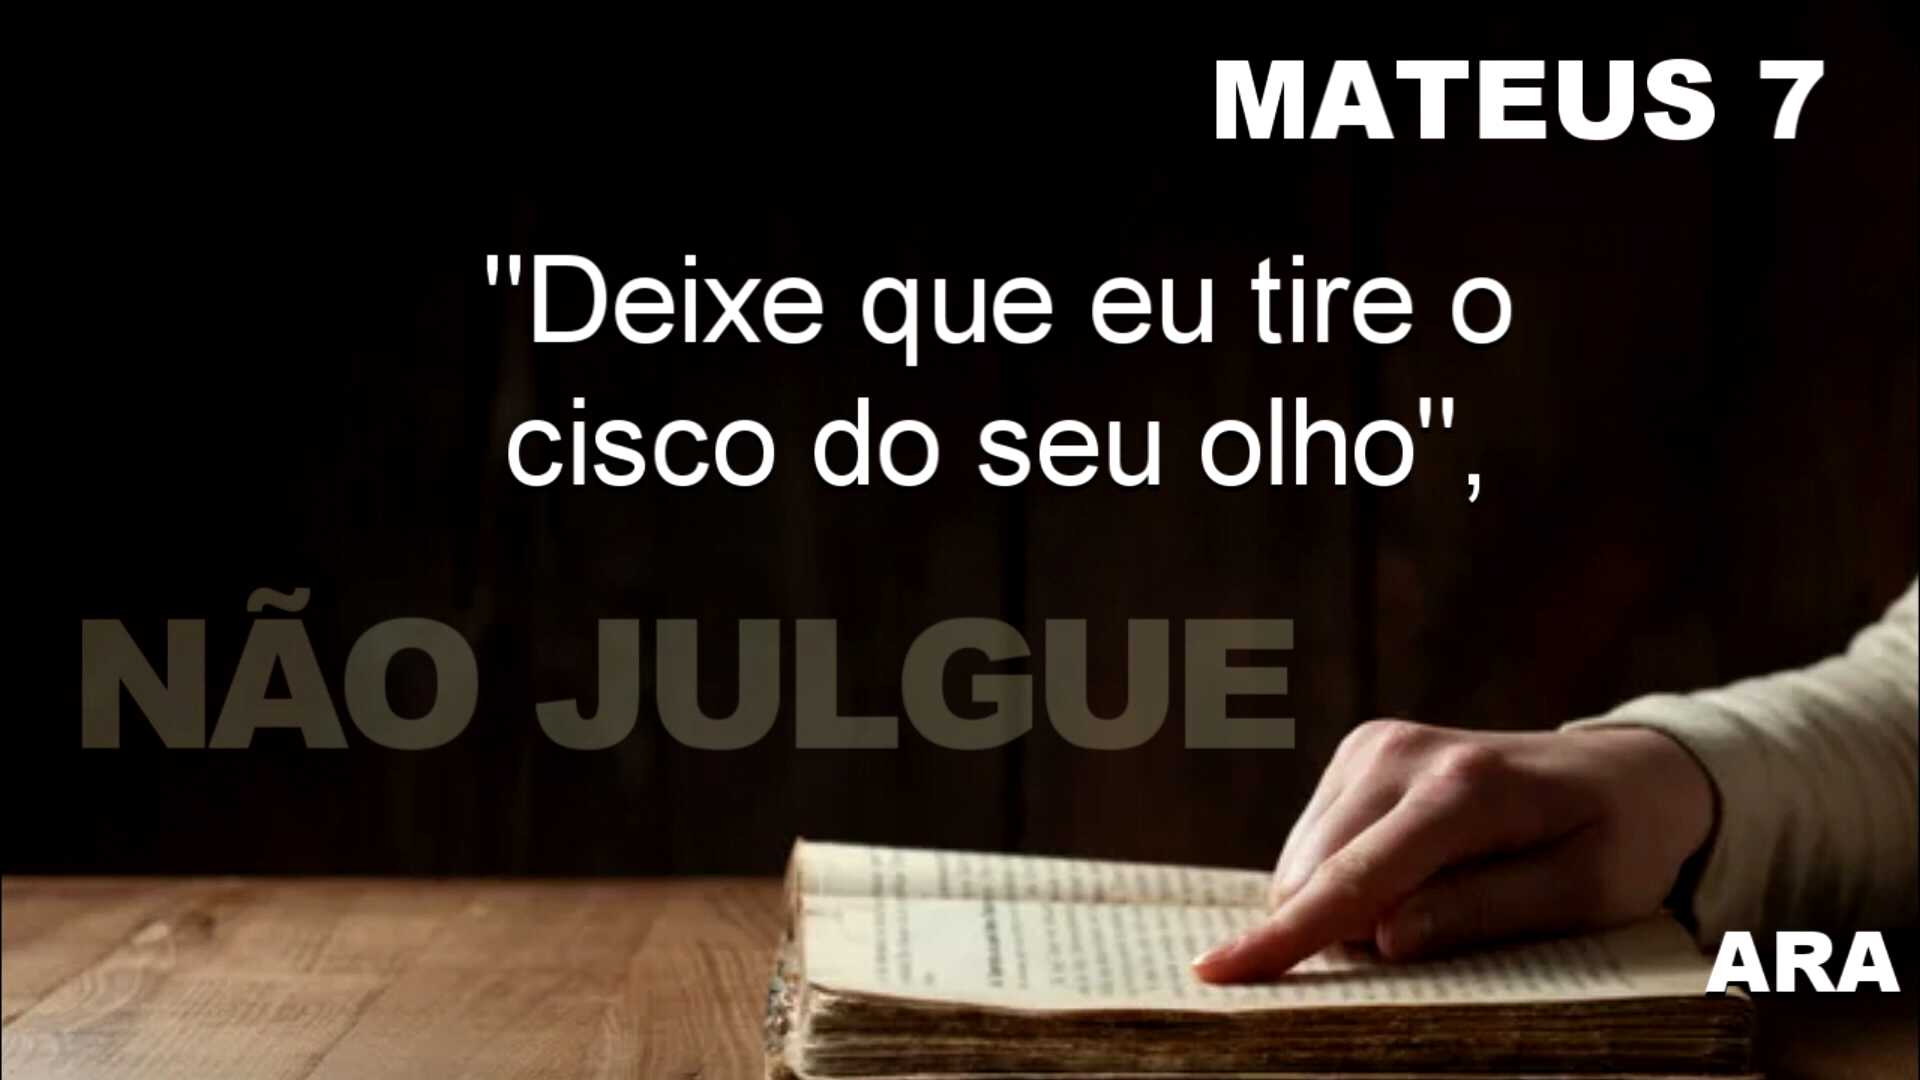 MATEUS 7
"Deixe que eu tire o
cisco do seu olho",
NÃO JULGUE
ARA